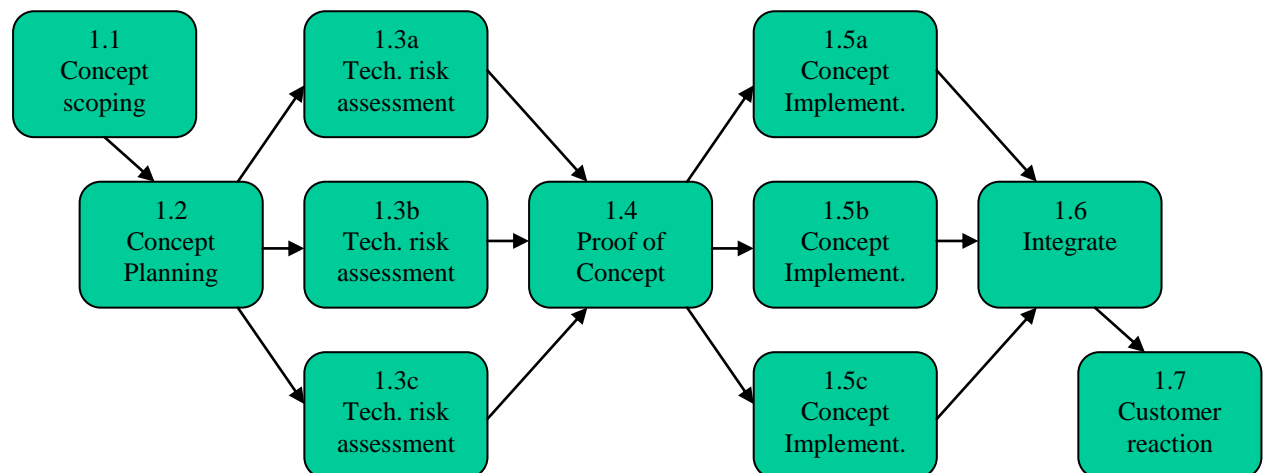 1.1
Concept
scoping
1.2
Concept
Planning
1.3a
Tech. risk
assessment
1.3b
Tech. risk
assessment
1.3c
Tech. risk
assessment
1.4
Proof of
Concept
1.5a
Concept
Implement.
1.5b
Concept
Implement.
1.5c
Concept
Implement.
1.6
Integrate
1.7
Customer
reaction